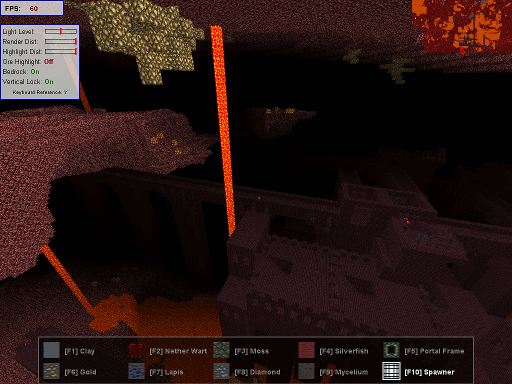 FPS: 60
Light Level:
Render Dist:
Highlight Dist:
Ore Highlight: Off
Bedrock: On
Vertical Lock: On
Keyboard Reference: Y
[F1] Clay [F2] Nether Wart [F3] Moss [F4] Silverfish [F5] Portal Frame
[F6] Gold [F7] Lapis [F8] Diamond [F9] Mycelium [F10] Spawner